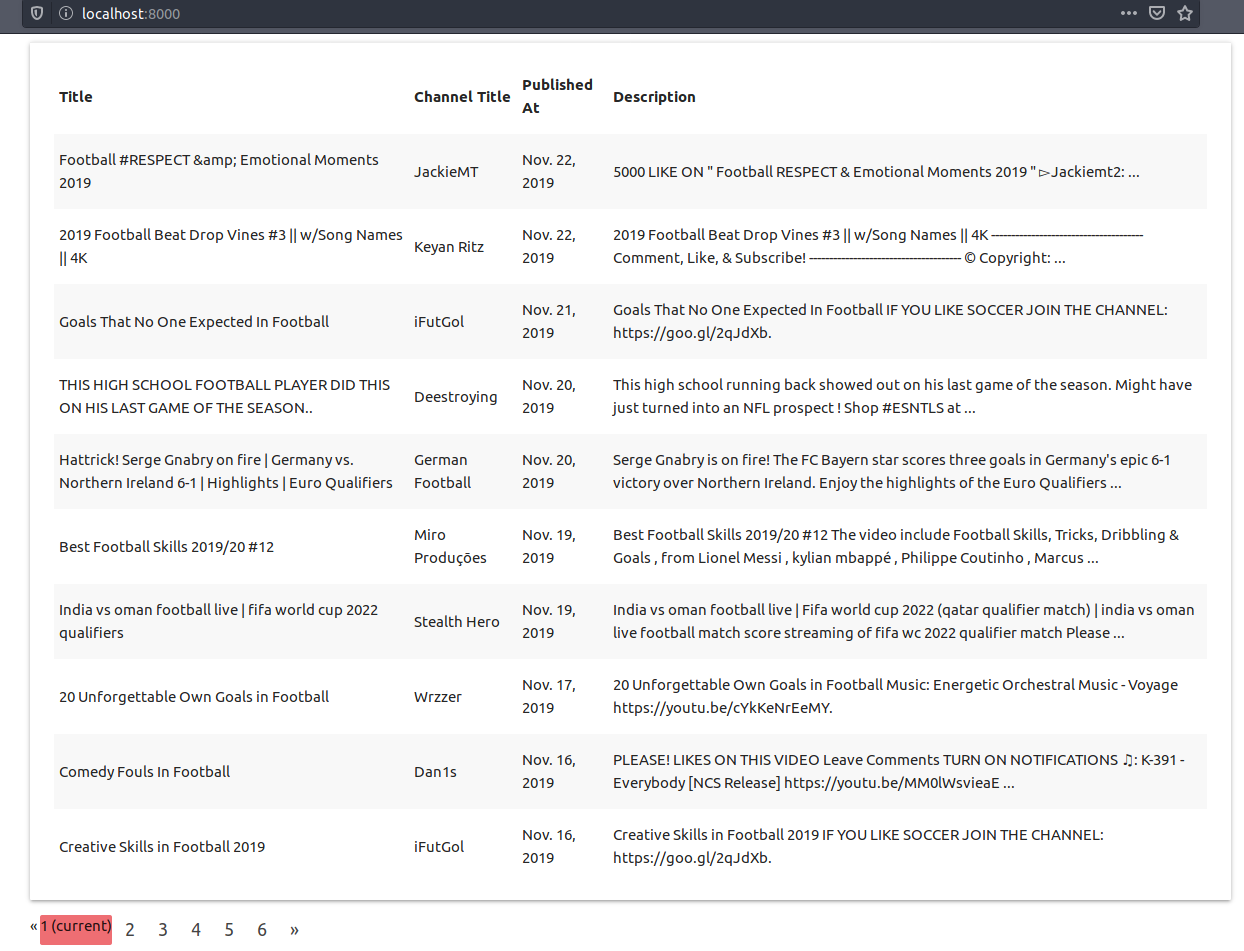 localhost:8000
Title Channel Title Published At Description
Football #RESPECT &amp; Emotional Moments 2019 JackieMT Nov. 22, 2019 5000 LIKE ON " Football RESPECT & Emotional Moments 2019 " ▻Jackiemt2: ...
2019 Football Beat Drop Vines #3 || w/Song Names || 4K Keyan Ritz Nov. 22, 2019 2019 Football Beat Drop Vines #3 || w/Song Names || 4K -------------------------------------- Comment, Like, & Subscribe! -------------------------------------- © Copyright: ...
Goals That No One Expected In Football iFutGol Nov. 21, 2019 Goals That No One Expected In Football IF YOU LIKE SOCCER JOIN THE CHANNEL: https://goo.gl/2qJdXb.
THIS HIGH SCHOOL FOOTBALL PLAYER DID THIS ON HIS LAST GAME OF THE SEASON.. Deestroying Nov. 20, 2019 This high school running back showed out on his last game of the season. Might have just turned into an NFL prospect ! Shop #ESNTLS at ...
Hattrick! Serge Gnabry on fire | Germany vs. Northern Ireland 6-1 | Highlights | Euro Qualifiers German Football Nov. 20, 2019 Serge Gnabry is on fire! The FC Bayern star scores three goals in Germany's epic 6-1 victory over Northern Ireland. Enjoy the highlights of the Euro Qualifiers ...
Best Football Skills 2019/20 #12 Miro Produções Nov. 19, 2019 Best Football Skills 2019/20 #12 The video include Football Skills, Tricks, Dribbling & Goals , from Lionel Messi , kylian mbappé , Philippe Coutinho , Marcus ...
India vs oman football live | fifa world cup 2022 qualifiers Stealth Hero Nov. 19, 2019 India vs oman football live | Fifa world cup 2022 (qatar qualifier match) | india vs oman live football match score streaming of fifa wc 2022 qualifier match Please ...
20 Unforgettable Own Goals in Football Wrzzer Nov. 17, 2019 20 Unforgettable Own Goals in Football Music: Energetic Orchestral Music - Voyage https://youtu.be/cYkKeNrEeMY.
Comedy Fouls In Football Dan1s Nov. 16, 2019 PLEASE! LIKES ON THIS VIDEO Leave Comments TURN ON NOTIFICATIONS ♫: K-391 - Everybody [NCS Release] https://youtu.be/MM0lWsvieaE ...
Creative Skills in Football 2019 iFutGol Nov. 16, 2019 Creative Skills in Football 2019 IF YOU LIKE SOCCER JOIN THE CHANNEL: https://goo.gl/2qJdXb.
« 1 (current) 2 3 4 5 6 »